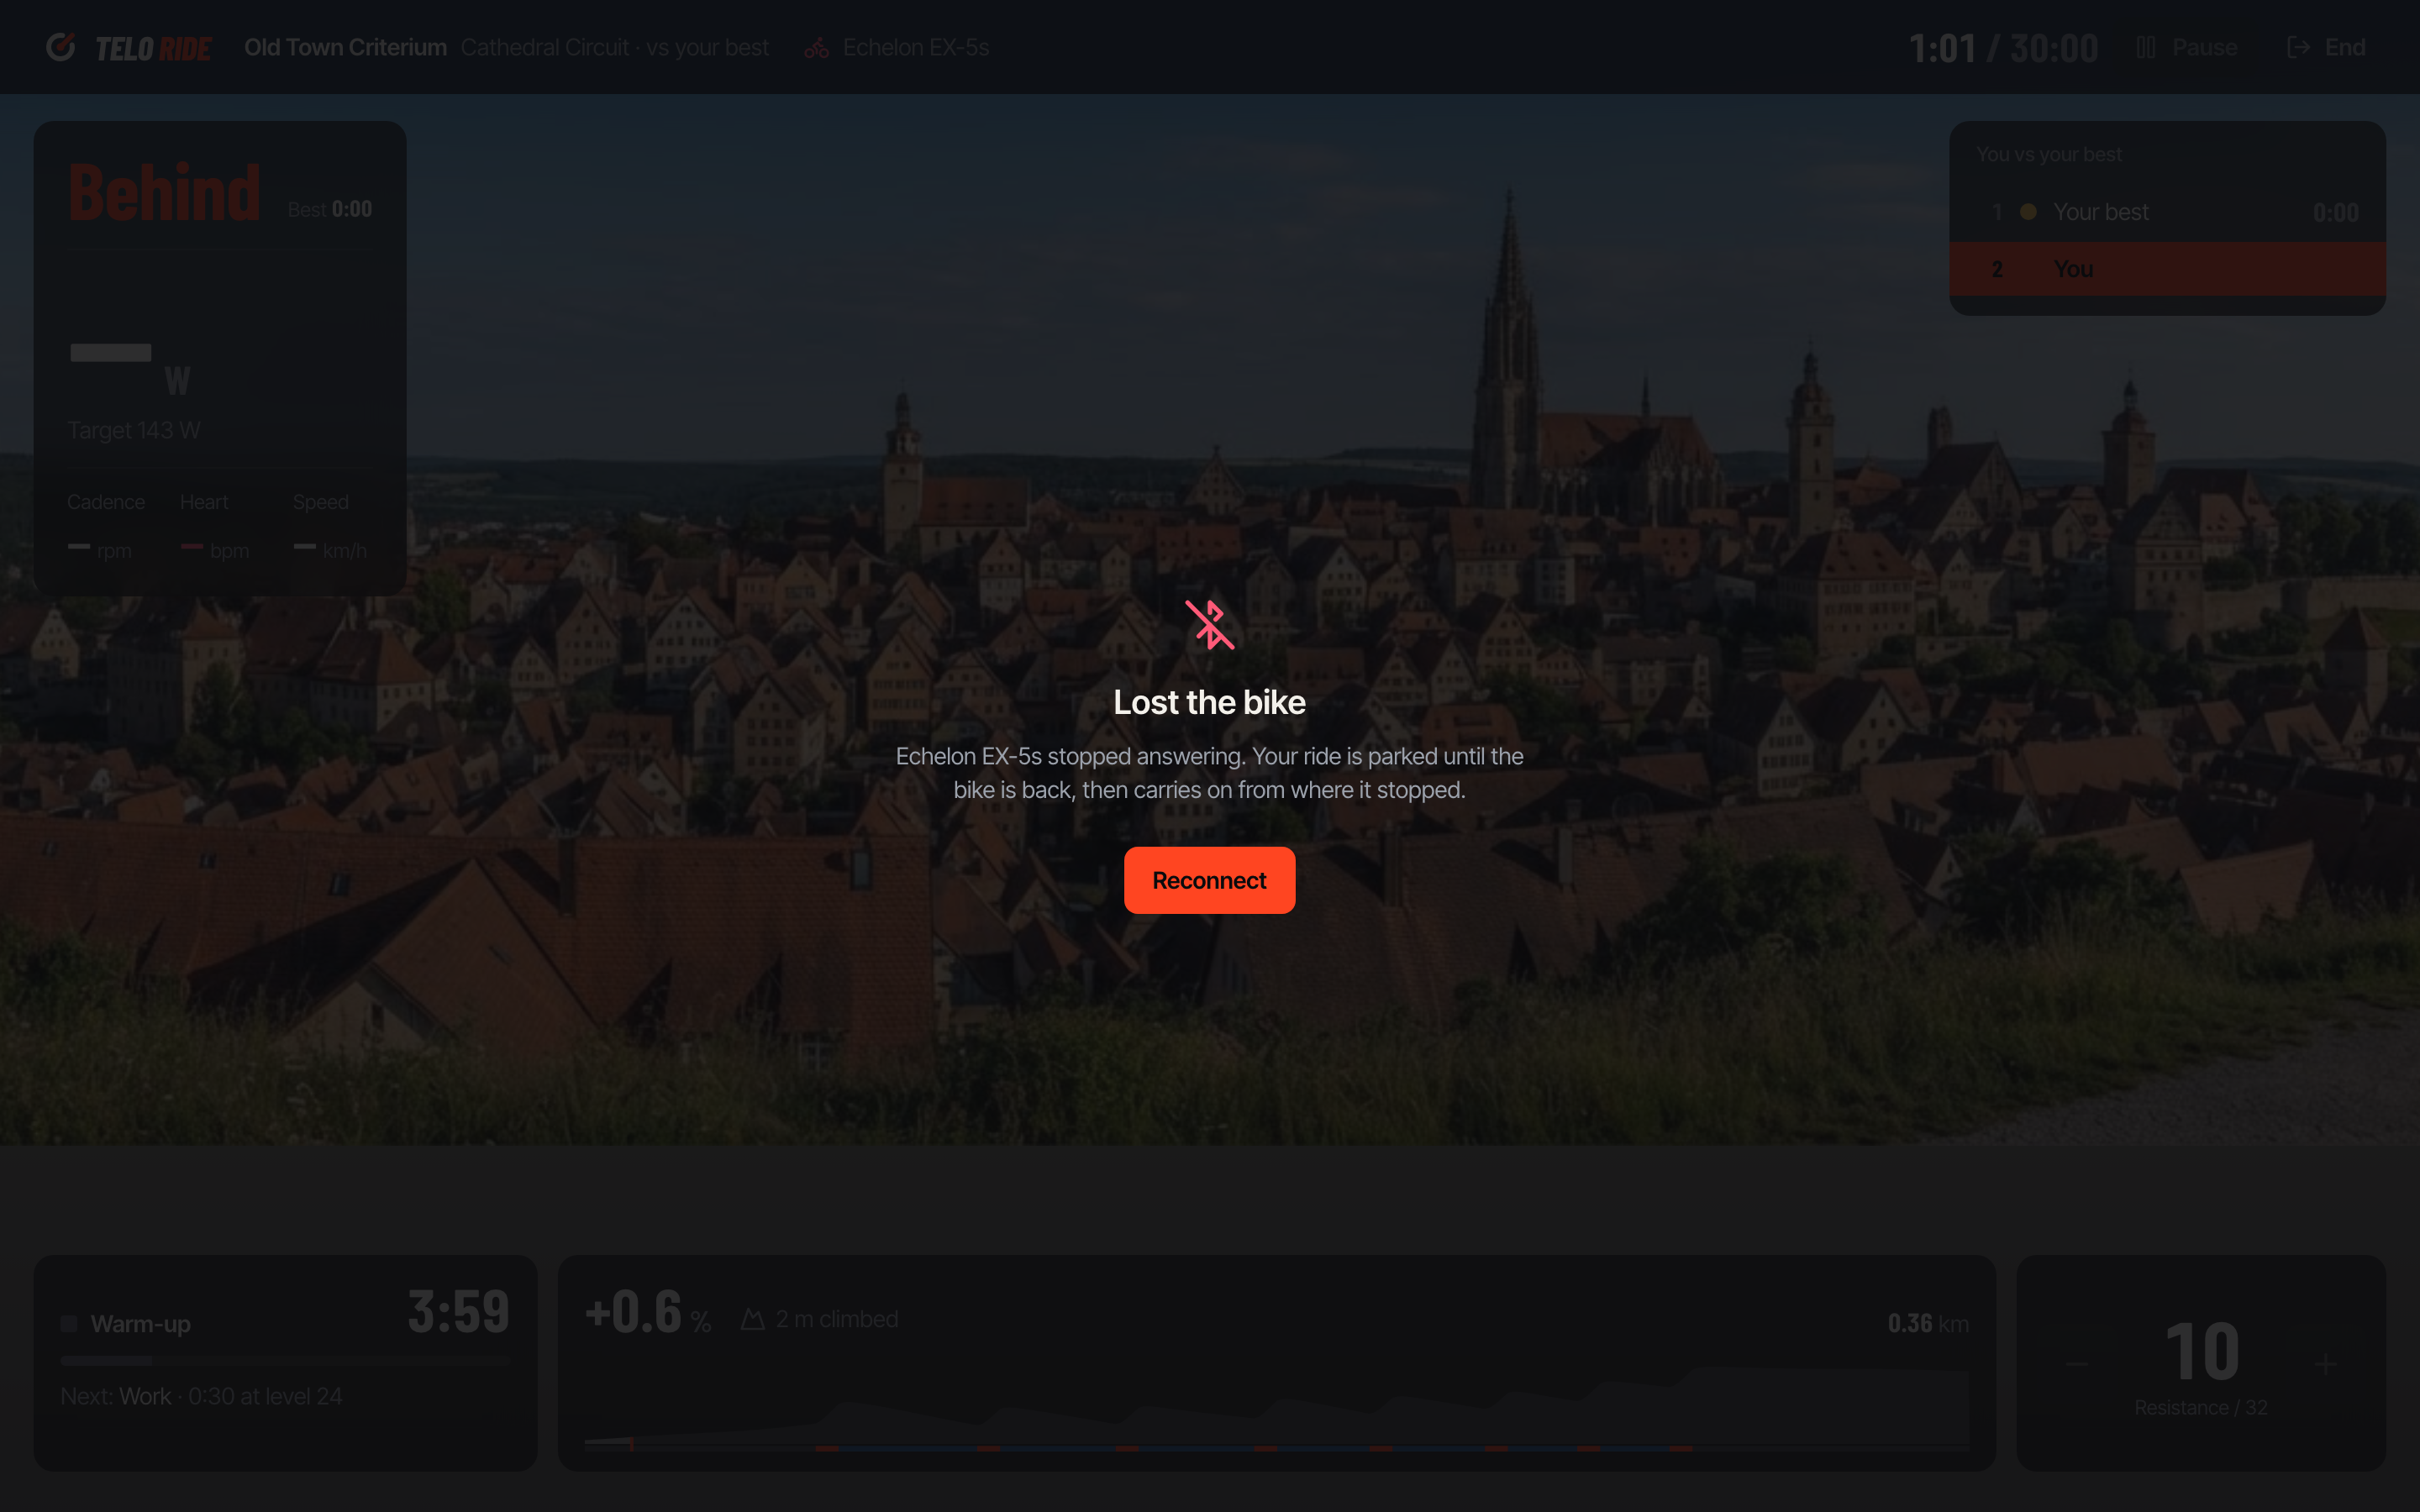 TELO RIDE Old Town Criterium Cathedral Circuit · vs your best Echelon EX-5s 1:01 / 30:00 Pause End
Behind Best 0:00
W
Target 143 W
Cadence Heart Speed
rpm bpm km/h
You vs your best
1 Your best 0:00
2 You
Lost the bike
Echelon EX-5s stopped answering. Your ride is parked until the
bike is back, then carries on from where it stopped.
Reconnect
Warm-up 3:59
Next: Work · 0:30 at level 24
+0.6 % 2 m climbed 0.36 km
− 10 +
Resistance / 32